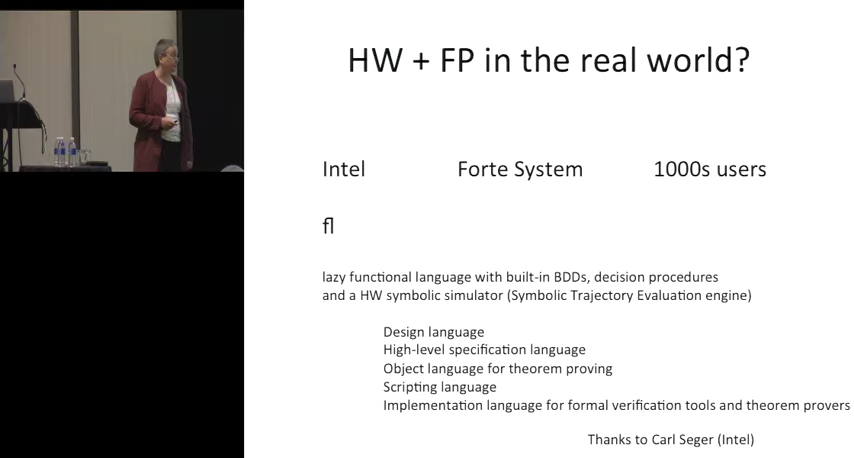 HW + FP in the real world?
Intel Forte System 1000s users
fl
lazy functional language with built-in BDDs, decision procedures
and a HW symbolic simulator (Symbolic Trajectory Evaluation engine)
Design language
High-level specification language
Object language for theorem proving
Scripting language
Implementation language for formal verification tools and theorem provers
Thanks to Carl Seger (Intel)